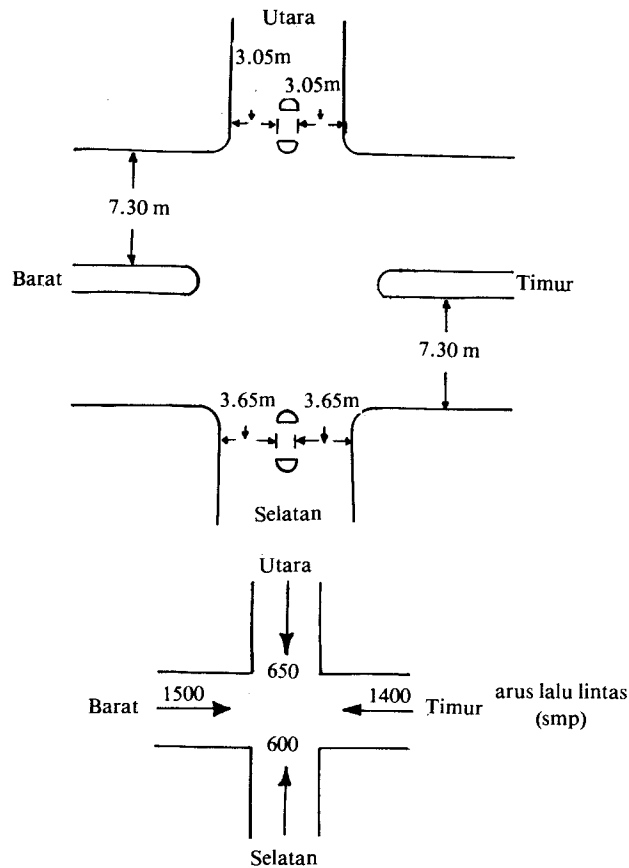 Utara
3.05m
3.05m
7.30 m
Barat
Timur
7.30 m
3.65m 3.65m
Selatan
Utara
650
1500
1400
Barat
Timur
arus lalu lintas
(smp)
600
Selatan